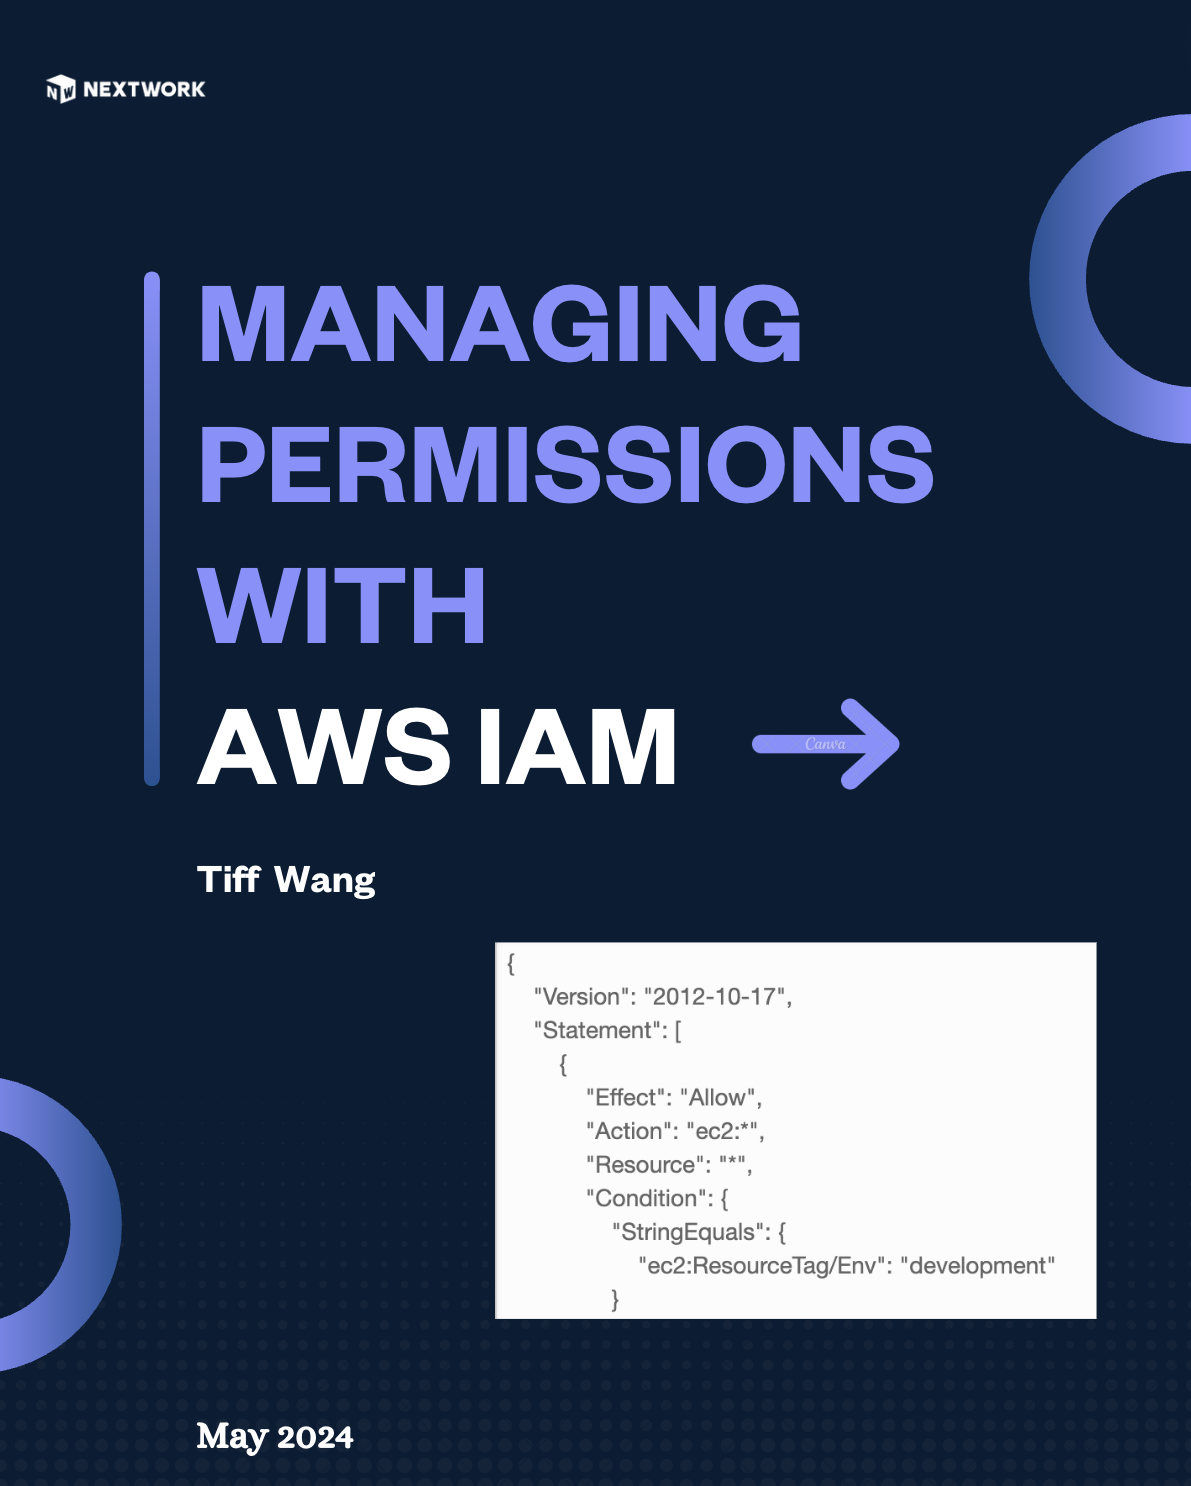 NW NEXTWORK
MANAGING
PERMISSIONS
WITH
AWS IAM
Canva
Tiff Wang
{
"Version": "2012-10-17",
"Statement": [
{
"Effect": "Allow",
"Action": "ec2:*",
"Resource": "*",
"Condition": {
"StringEquals": {
"ec2:ResourceTag/Env": "development"
}
May 2024